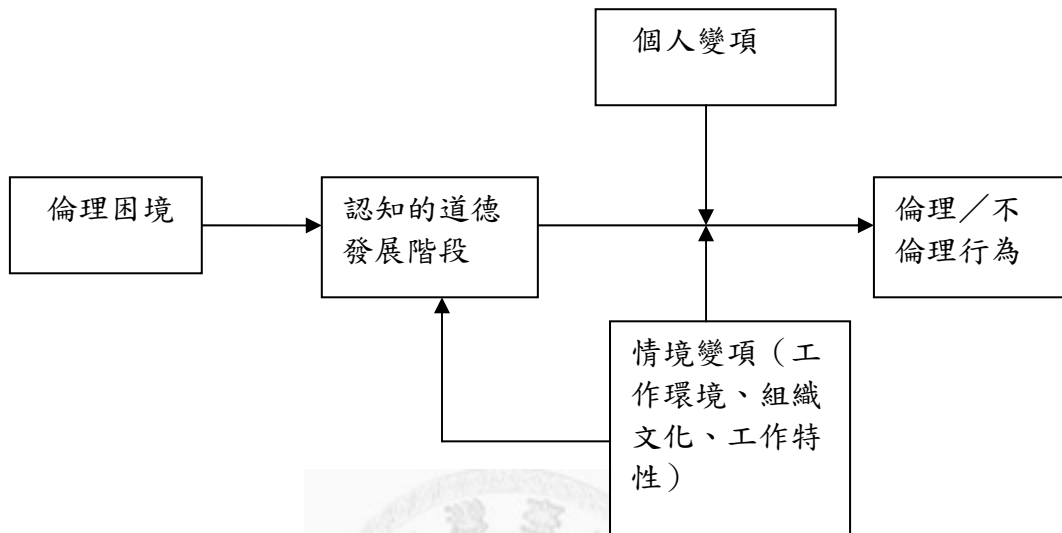 個人變項
倫理困境
認知的道德
發展階段
倫理／不
倫理行為
情境變項（工
作環境、組織
文化、工作特
性）